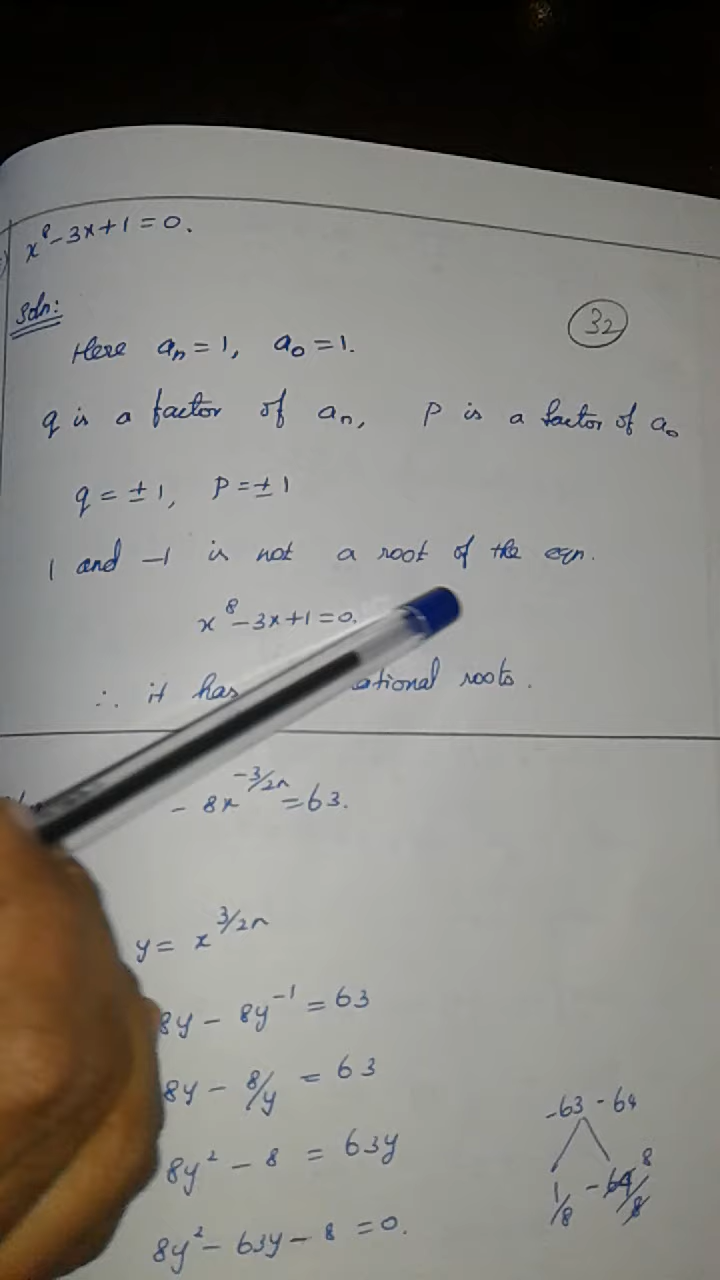 x⁸ - 3x + 1 = 0.
Soln:
32
Here aₙ = 1, a₀ = 1.
q is a factor of aₙ, P is a factor of a₀
q = ± 1, P = ± 1
1 and -1 is not a root of the eqn.
x⁸ - 3x + 1 = 0.
∴ it has ational roots.
- 8x^(-3/2n) = 63.
y = x^(3/2n)
8y - 8y⁻¹ = 63
8y - 8/y = 63
8y² - 8 = 63y
8y² - 63y - 8 = 0.
-63 - 64
1/8 - 64/8 8